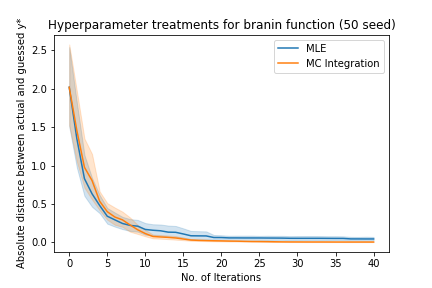 Hyperparameter treatments for branin function (50 seed)
Absolute distance between actual and guessed y*
2.5
2.0
1.5
1.0
0.5
0.0
MLE
MC Integration
0 5 10 15 20 25 30 35 40
No. of Iterations